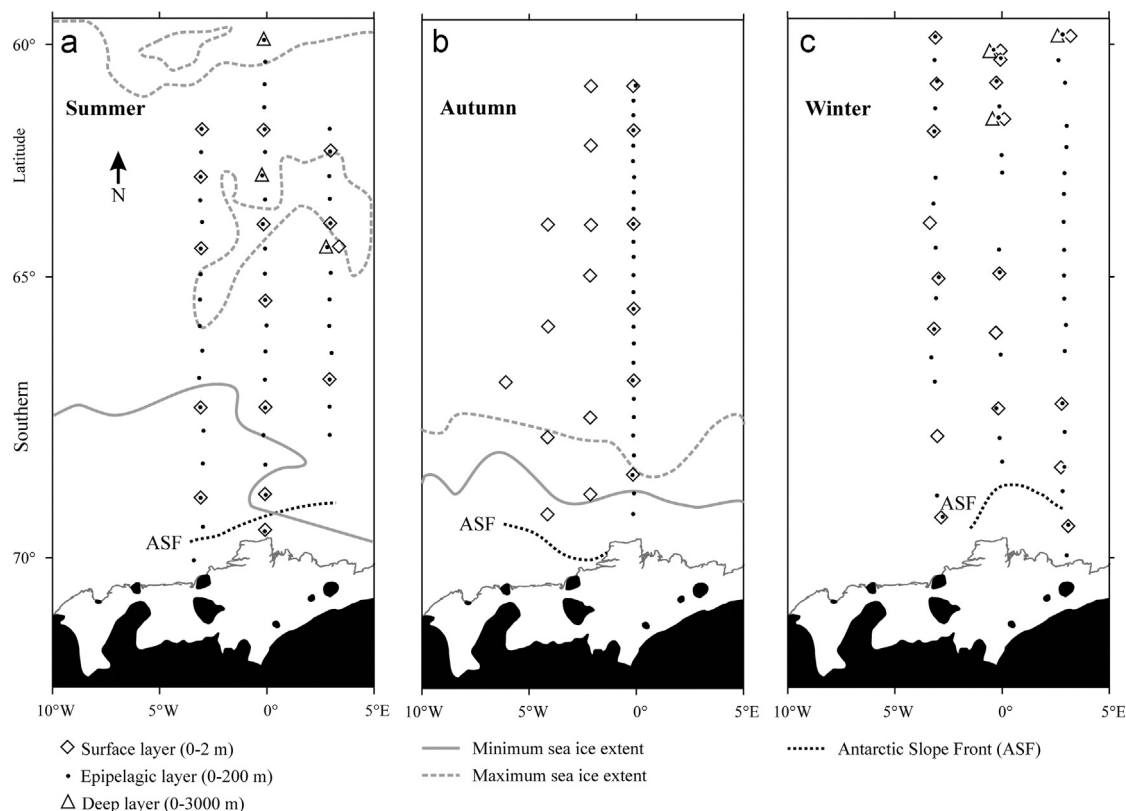 a
b
c
60°
Summer
Autumn
Winter
N
Latitude
65°
Southern
ASF
ASF
ASF
70°
10°W 5°W 0° 5°E
10°W 5°W 0° 5°E
10°W 5°W 0° 5°E
Surface layer (0-2 m)
Epipelagic layer (0-200 m)
Deep layer (0-3000 m)
Minimum sea ice extent
Maximum sea ice extent
Antarctic Slope Front (ASF)